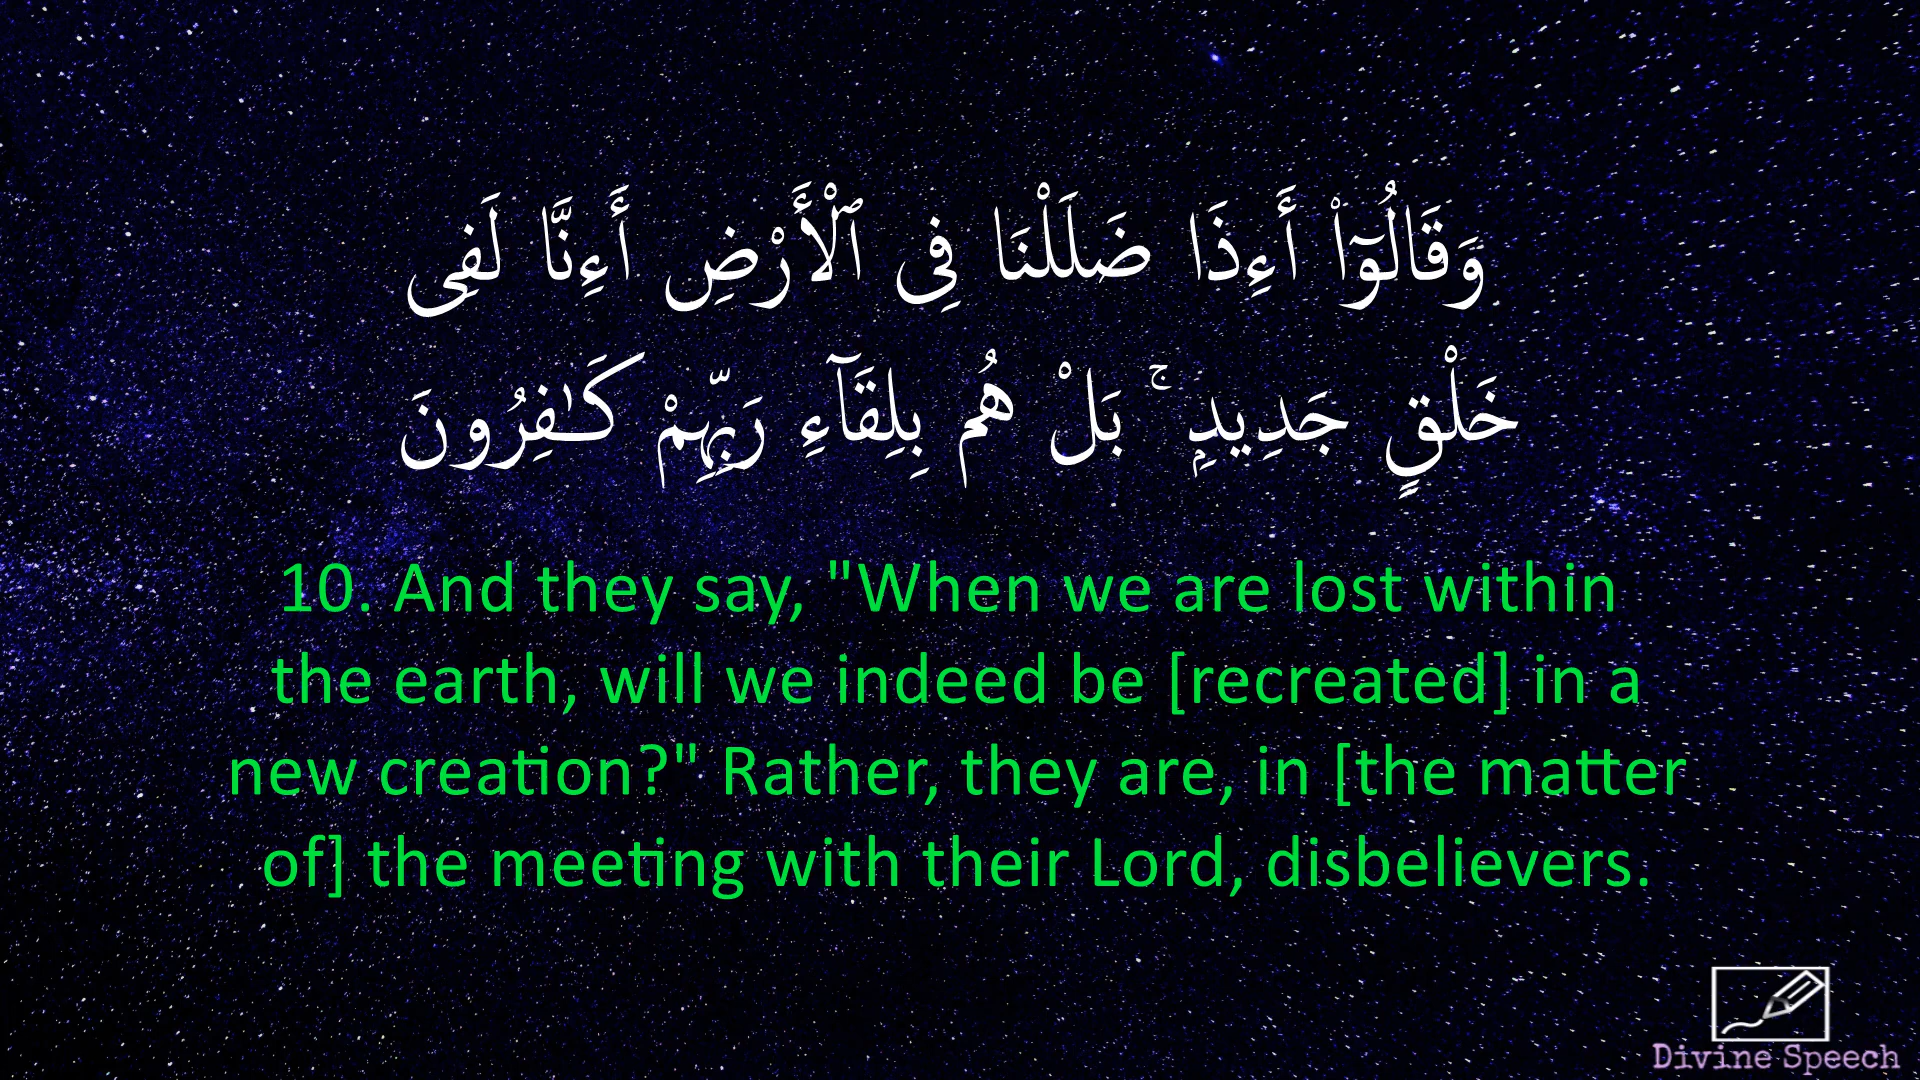 وَقَالُوٓا۟ أَءِذَا ضَلَلْنَا فِى ٱلْأَرْضِ أَءِنَّا لَفِى
خَلْقٍ جَدِيدٍۭ ۚ بَلْ هُم بِلِقَآءِ رَبِّهِمْ كَـٰفِرُونَ
10. And they say, "When we are lost within
the earth, will we indeed be [recreated] in a
new creation?" Rather, they are, in [the matter
of] the meeting with their Lord, disbelievers.
Divine Speech